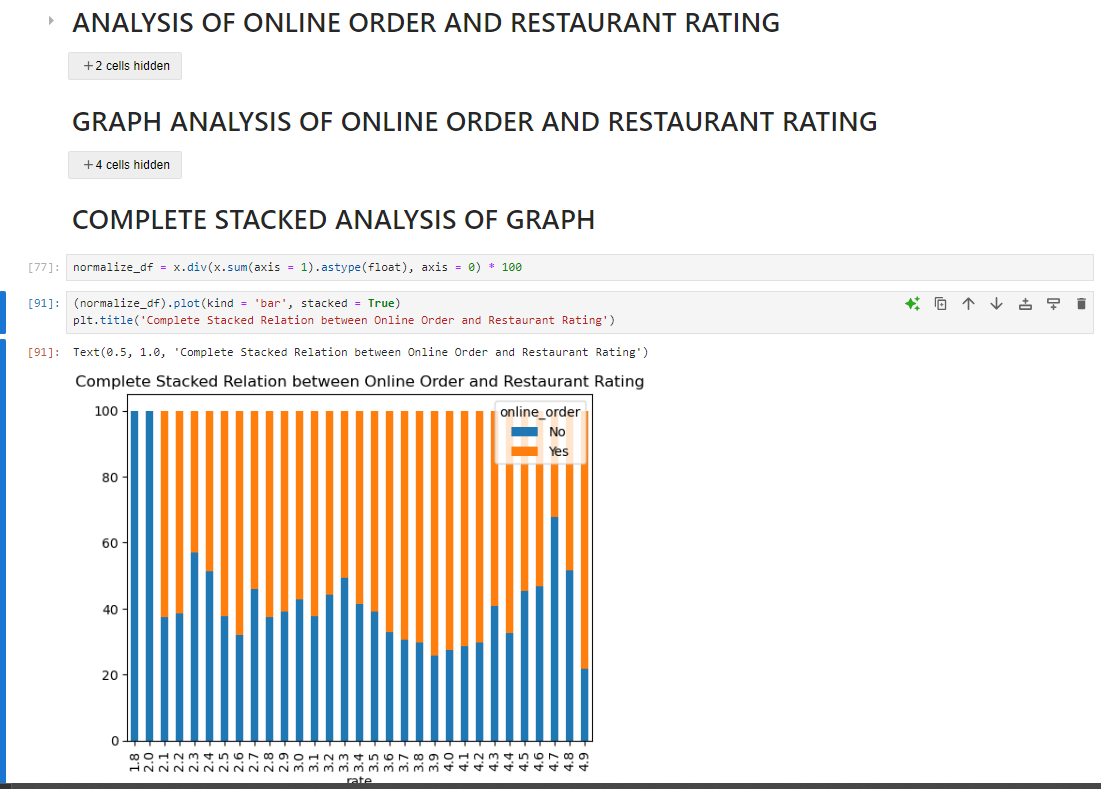 ANALYSIS OF ONLINE ORDER AND RESTAURANT RATING
+2 cells hidden
GRAPH ANALYSIS OF ONLINE ORDER AND RESTAURANT RATING
+4 cells hidden
COMPLETE STACKED ANALYSIS OF GRAPH
[77]: normalize_df = x.div(x.sum(axis = 1).astype(float), axis = 0) * 100
[91]: (normalize_df).plot(kind = 'bar', stacked = True)
plt.title('Complete Stacked Relation between Online Order and Restaurant Rating')
[91]: Text(0.5, 1.0, 'Complete Stacked Relation between Online Order and Restaurant Rating')
Complete Stacked Relation between Online Order and Restaurant Rating
online_order
No
Yes
100
80
60
40
20
0
1.8 2.0 2.1 2.2 2.3 2.4 2.5 2.6 2.7 2.8 2.9 3.0 3.1 3.2 3.3 3.4 3.5 3.6 3.7 3.8 3.9 4.0 4.1 4.2 4.3 4.4 4.5 4.6 4.7 4.8 4.9
rate